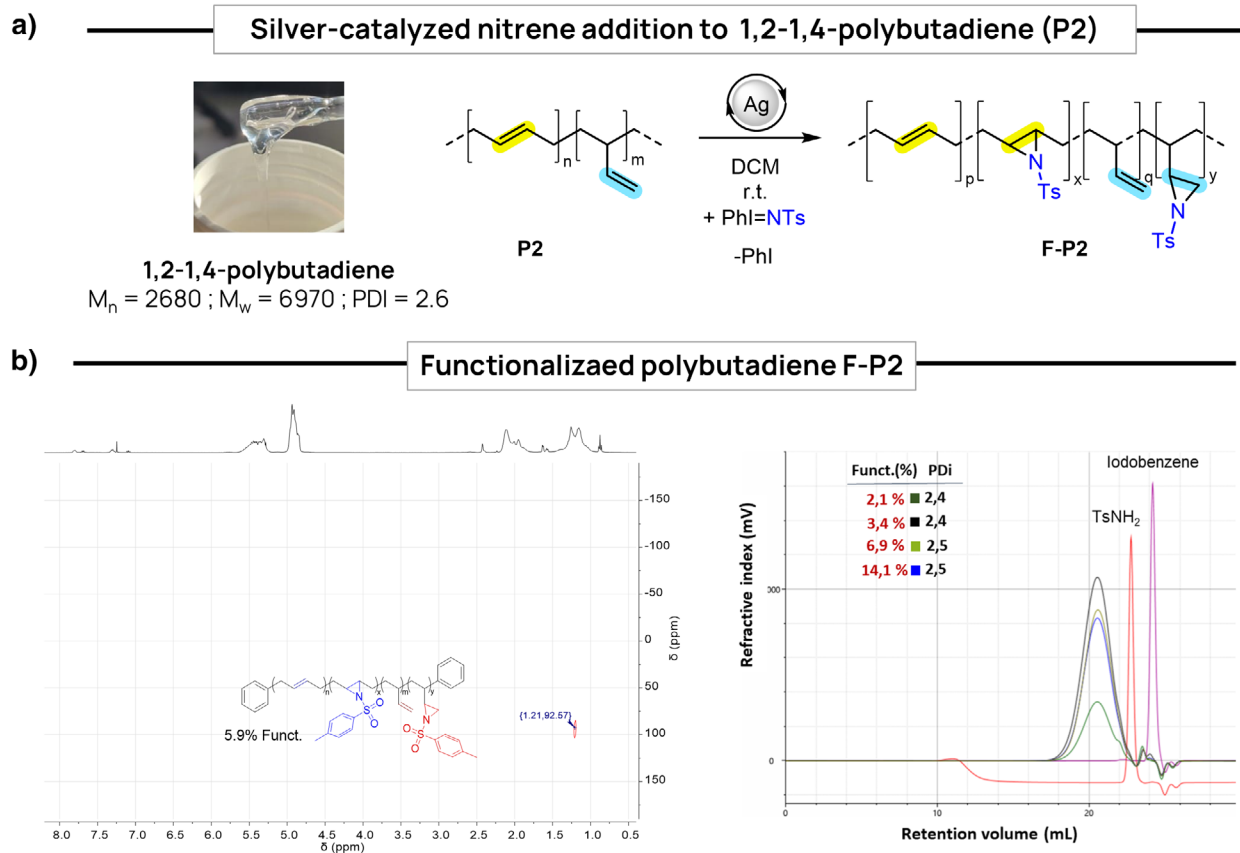 a)
Silver-catalyzed nitrene addition to 1,2-1,4-polybutadiene (P2)
n
m
P2
1,2-1,4-polybutadiene
Mn = 2680 ; Mw = 6970 ; PDI = 2.6
Ag
DCM
r.t.
+ PhI=NTs
-PhI
p
N
Ts
x
q
N
Ts
y
F-P2
b)
Functionalizaed polybutadiene F-P2
-150
-100
-50
0
50
100
150
δ (ppm)
n
x
m
y
N
S
O
O
N
O
S
O
5.9% Funct.
{1.21,92.57}
8.0 7.5 7.0 6.5 6.0 5.5 5.0 4.5 4.0 3.5 3.0 2.5 2.0 1.5 1.0 0.5
δ (ppm)
Refractive index (mV)
Funct.(%) PDi
2,1 % 2,4
3,4 % 2,4
6,9 % 2,5
14,1 % 2,5
Iodobenzene
TsNH2
000
0
0 10 20
Retention volume (mL)